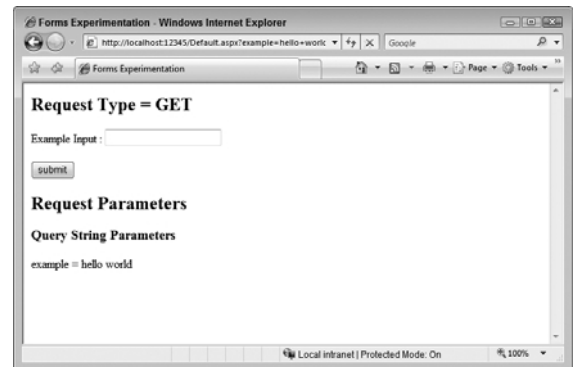 Forms Experimentation - Windows Internet Explorer
http://localhost:12345/Default.aspx?example=hello+worlc
Google
Forms Experimentation
Page
Tools
Request Type = GET
Example Input :
submit
Request Parameters
Query String Parameters
example = hello world
Local intranet | Protected Mode: On
100%